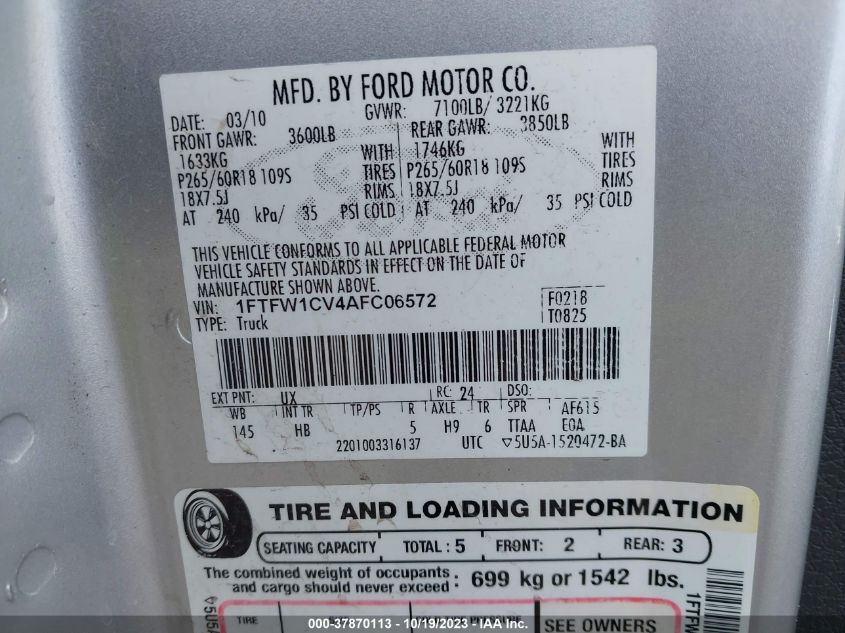 MFD. BY FORD MOTOR CO.
DATE: 03/10 GVWR: 7100LB/ 3221KG
FRONT GAWR: 3600LB REAR GAWR: 3850LB
1633KG WITH 1746KG WITH
P265/60R18 109S TIRES P265/60R18 109S TIRES
18X7.5J RIMS 18X7.5J RIMS
AT 240 kPa/ 35 PSI COLD AT 240 kPa/ 35 PSI COLD
THIS VEHICLE CONFORMS TO ALL APPLICABLE FEDERAL MOTOR
VEHICLE SAFETY STANDARDS IN EFFECT ON THE DATE OF
MANUFACTURE SHOWN ABOVE.
VIN: 1FTFW1CV4AFC06572 F0218
TYPE: Truck T0825
EXT PNT: UX RC: 24 DSO:
WB INT TR TP/PS R AXLE TR SPR AF615
145 HB 5 H9 6 TTAA E0A
2201003316137 UTC ▽5U5A-1520472-BA
TIRE AND LOADING INFORMATION
SEATING CAPACITY TOTAL: 5 FRONT: 2 REAR: 3
The combined weight of occupants and cargo should never exceed : 699 kg or 1542 lbs.
TIRE SEE OWNERS
1FTFW
▽5U5
000-37870113 - 10/19/2023 - IAA Inc.